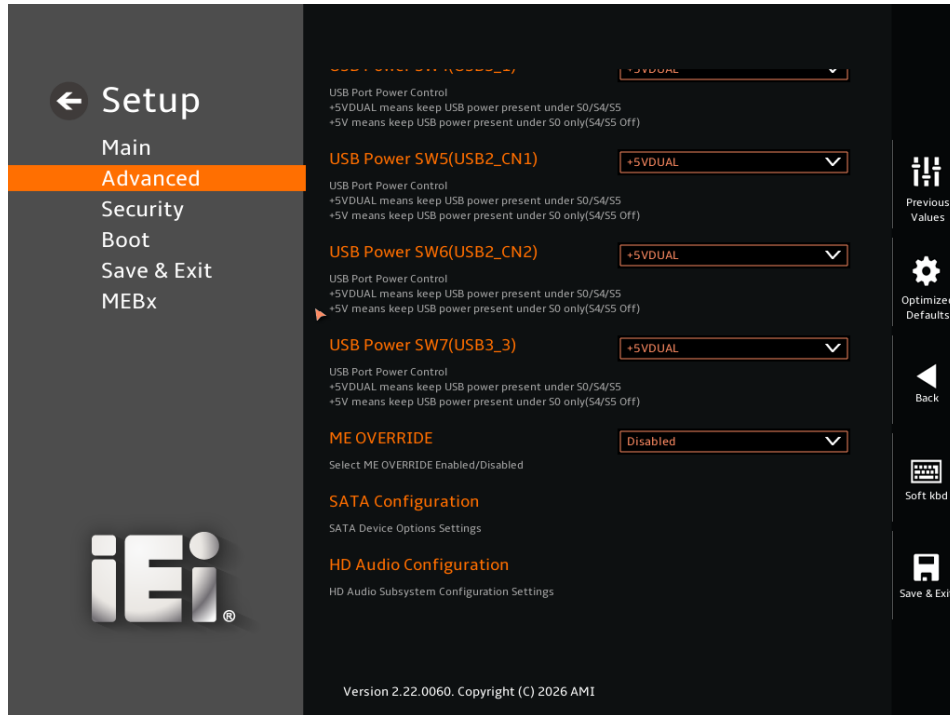 Setup
Main
Advanced
Security
Boot
Save & Exit
MEBx
iEi®
+5VDUAL
USB Port Power Control
+5VDUAL means keep USB power present under S0/S4/S5
+5V means keep USB power present under S0 only(S4/S5 Off)
USB Power SW5(USB2_CN1)
+5VDUAL
USB Port Power Control
+5VDUAL means keep USB power present under S0/S4/S5
+5V means keep USB power present under S0 only(S4/S5 Off)
USB Power SW6(USB2_CN2)
+5VDUAL
USB Port Power Control
+5VDUAL means keep USB power present under S0/S4/S5
+5V means keep USB power present under S0 only(S4/S5 Off)
USB Power SW7(USB3_3)
+5VDUAL
USB Port Power Control
+5VDUAL means keep USB power present under S0/S4/S5
+5V means keep USB power present under S0 only(S4/S5 Off)
ME OVERRIDE
Disabled
Select ME OVERRIDE Enabled/Disabled
SATA Configuration
SATA Device Options Settings
HD Audio Configuration
HD Audio Subsystem Configuration Settings
Version 2.22.0060. Copyright (C) 2026 AMI
Previous
Values
Optimized
Defaults
Back
Soft kbd
Save & Exi